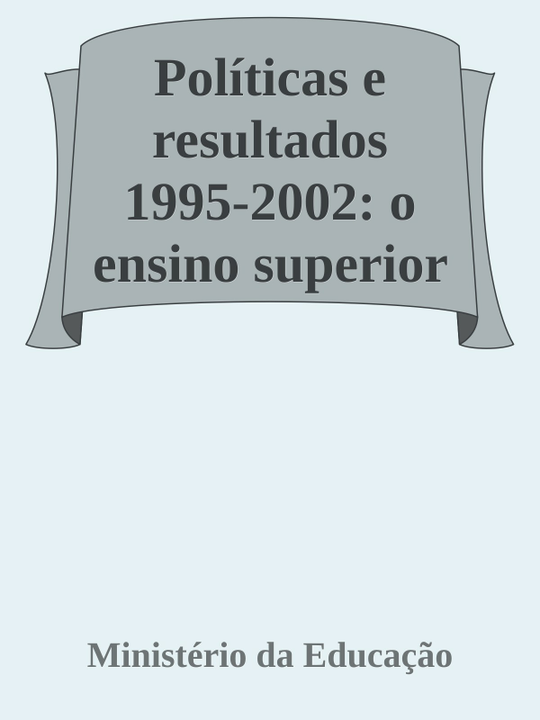 Políticas e
resultados
1995-2002: o
ensino superior
Ministério da Educação